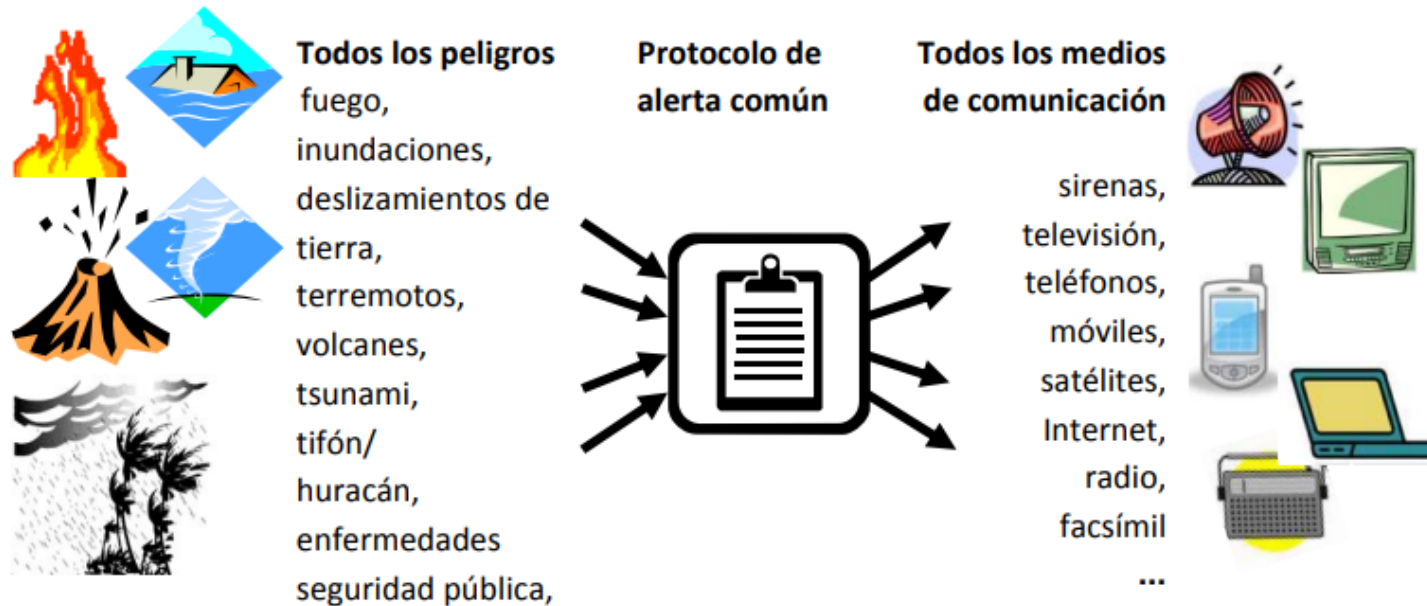 Todos los peligros
fuego,
inundaciones,
deslizamientos de
tierra,
terremotos,
volcanes,
tsunami,
tifón/
huracán,
enfermedades
seguridad pública,
Protocolo de
alerta común
Todos los medios
de comunicación
sirenas,
televisión,
teléfonos,
móviles,
satélites,
Internet,
radio,
facsímil
...